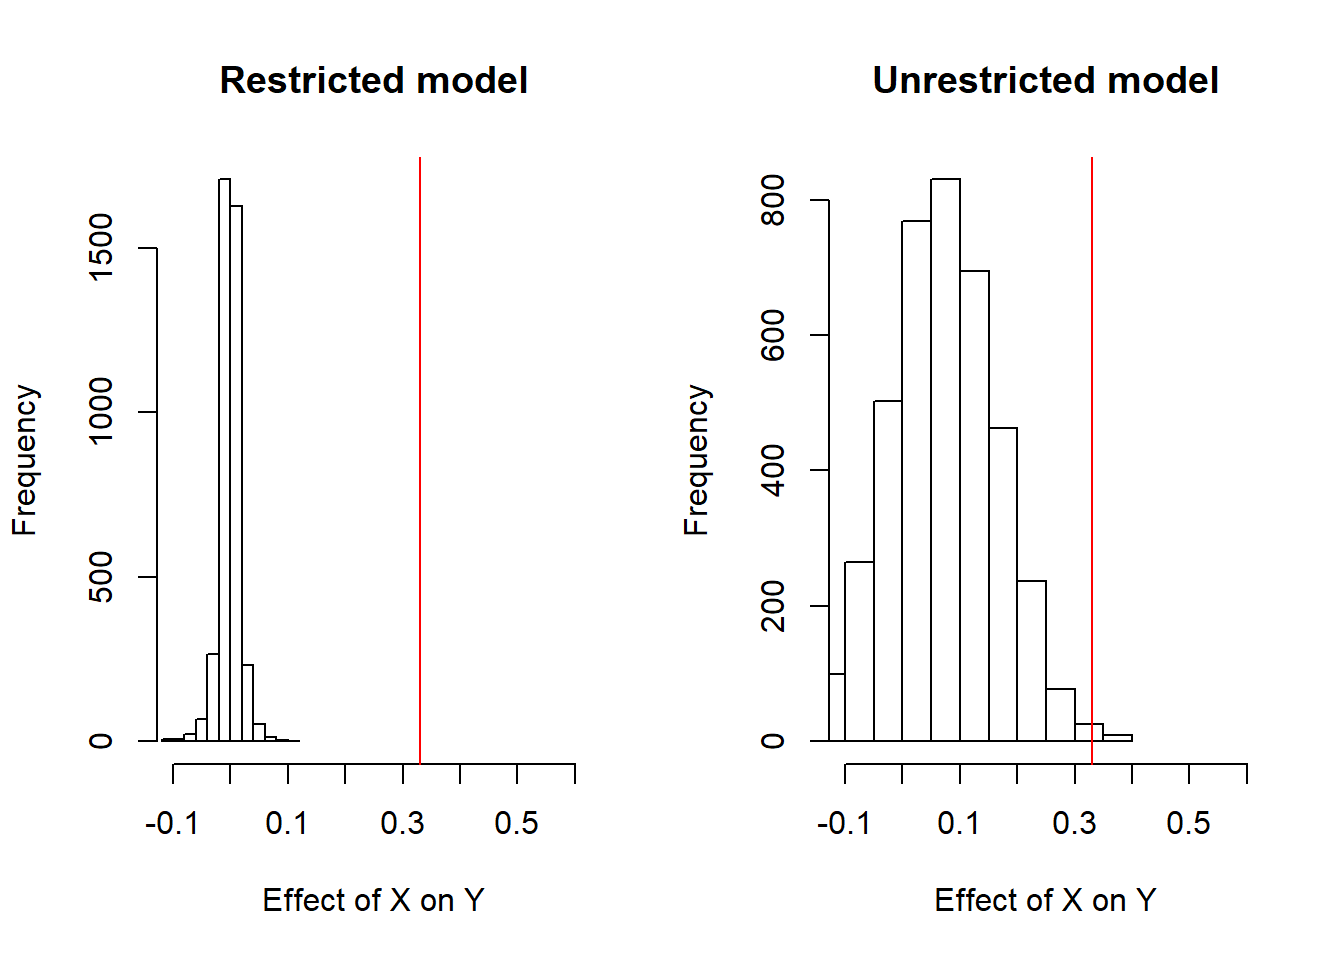 Restricted model
Frequency
0
500
1000
1500
-0.1
0.1
0.3
0.5
Effect of X on Y
Unrestricted model
Frequency
0
200
400
600
800
-0.1
0.1
0.3
0.5
Effect of X on Y